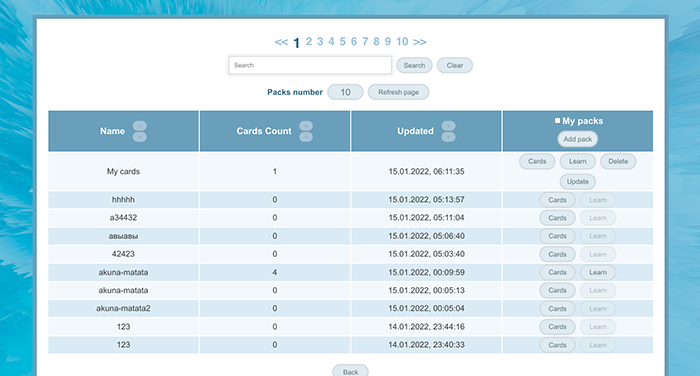 << 1 2 3 4 5 6 7 8 9 10 >>
Search Search Clear
Packs number 10 Refresh page
Name Cards Count Updated My packs
Add pack
My cards 1 15.01.2022, 06:11:35 Cards Learn Delete
Update
hhhhh 0 15.01.2022, 05:13:57 Cards Learn
a34432 0 15.01.2022, 05:11:04 Cards Learn
авыавы 0 15.01.2022, 05:06:40 Cards Learn
42423 0 15.01.2022, 05:03:40 Cards Learn
akuna-matata 4 15.01.2022, 00:09:59 Cards Learn
akuna-matata 0 15.01.2022, 00:05:13 Cards Learn
akuna-matata2 0 15.01.2022, 00:05:04 Cards Learn
123 0 14.01.2022, 23:44:16 Cards Learn
123 0 14.01.2022, 23:40:33 Cards Learn
Back